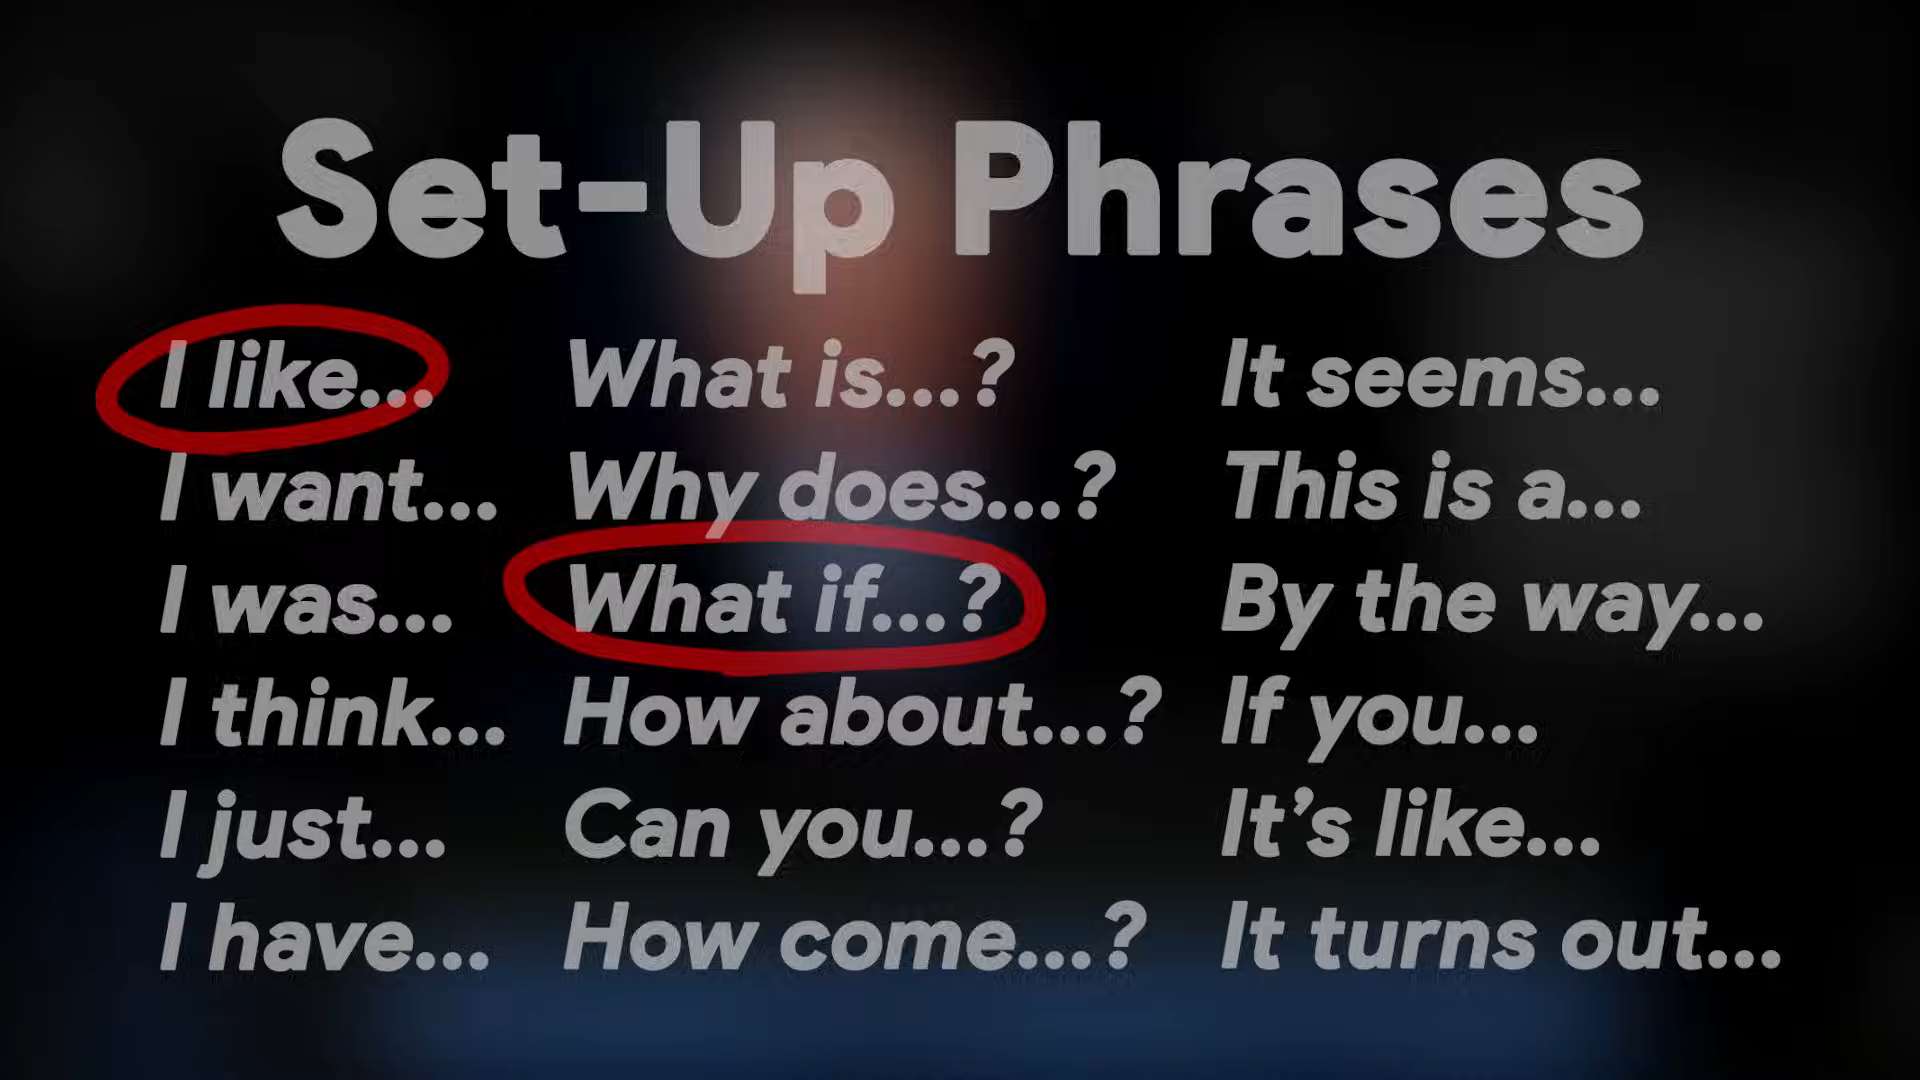 Set-Up Phrases
I like...
I want...
I was...
I think...
I just...
I have...
What is...?
Why does...?
What if...?
How about...?
Can you...?
How come...?
It seems...
This is a...
By the way...
If you...
It’s like...
It turns out...